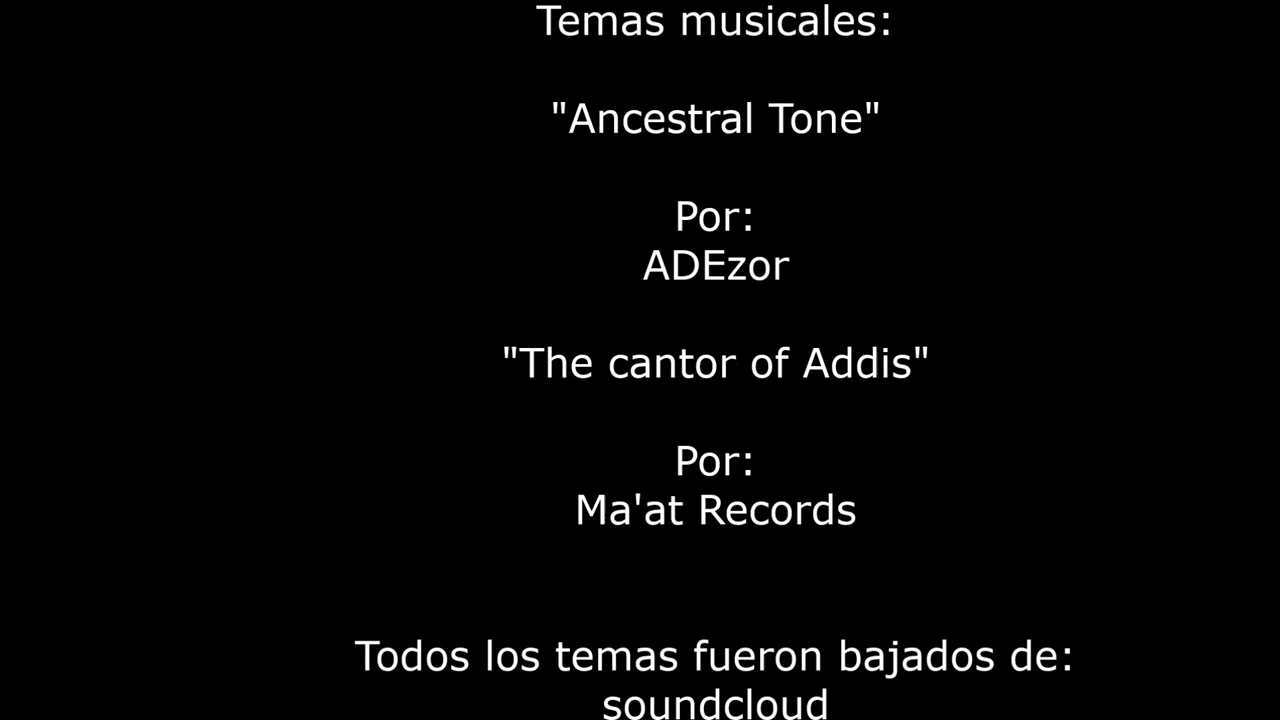 Temas musicales:
"Ancestral Tone"
Por:
ADEzor
"The cantor of Addis"
Por:
Ma'at Records
Todos los temas fueron bajados de:
soundcloud